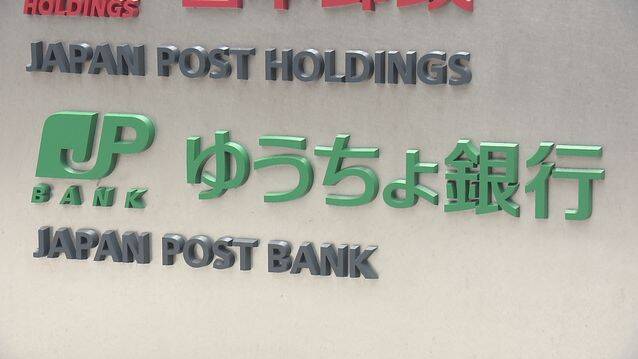 HOLDINGS
JAPAN POST HOLDINGS
JP
BANK
ゆうちょ銀行
JAPAN POST BANK